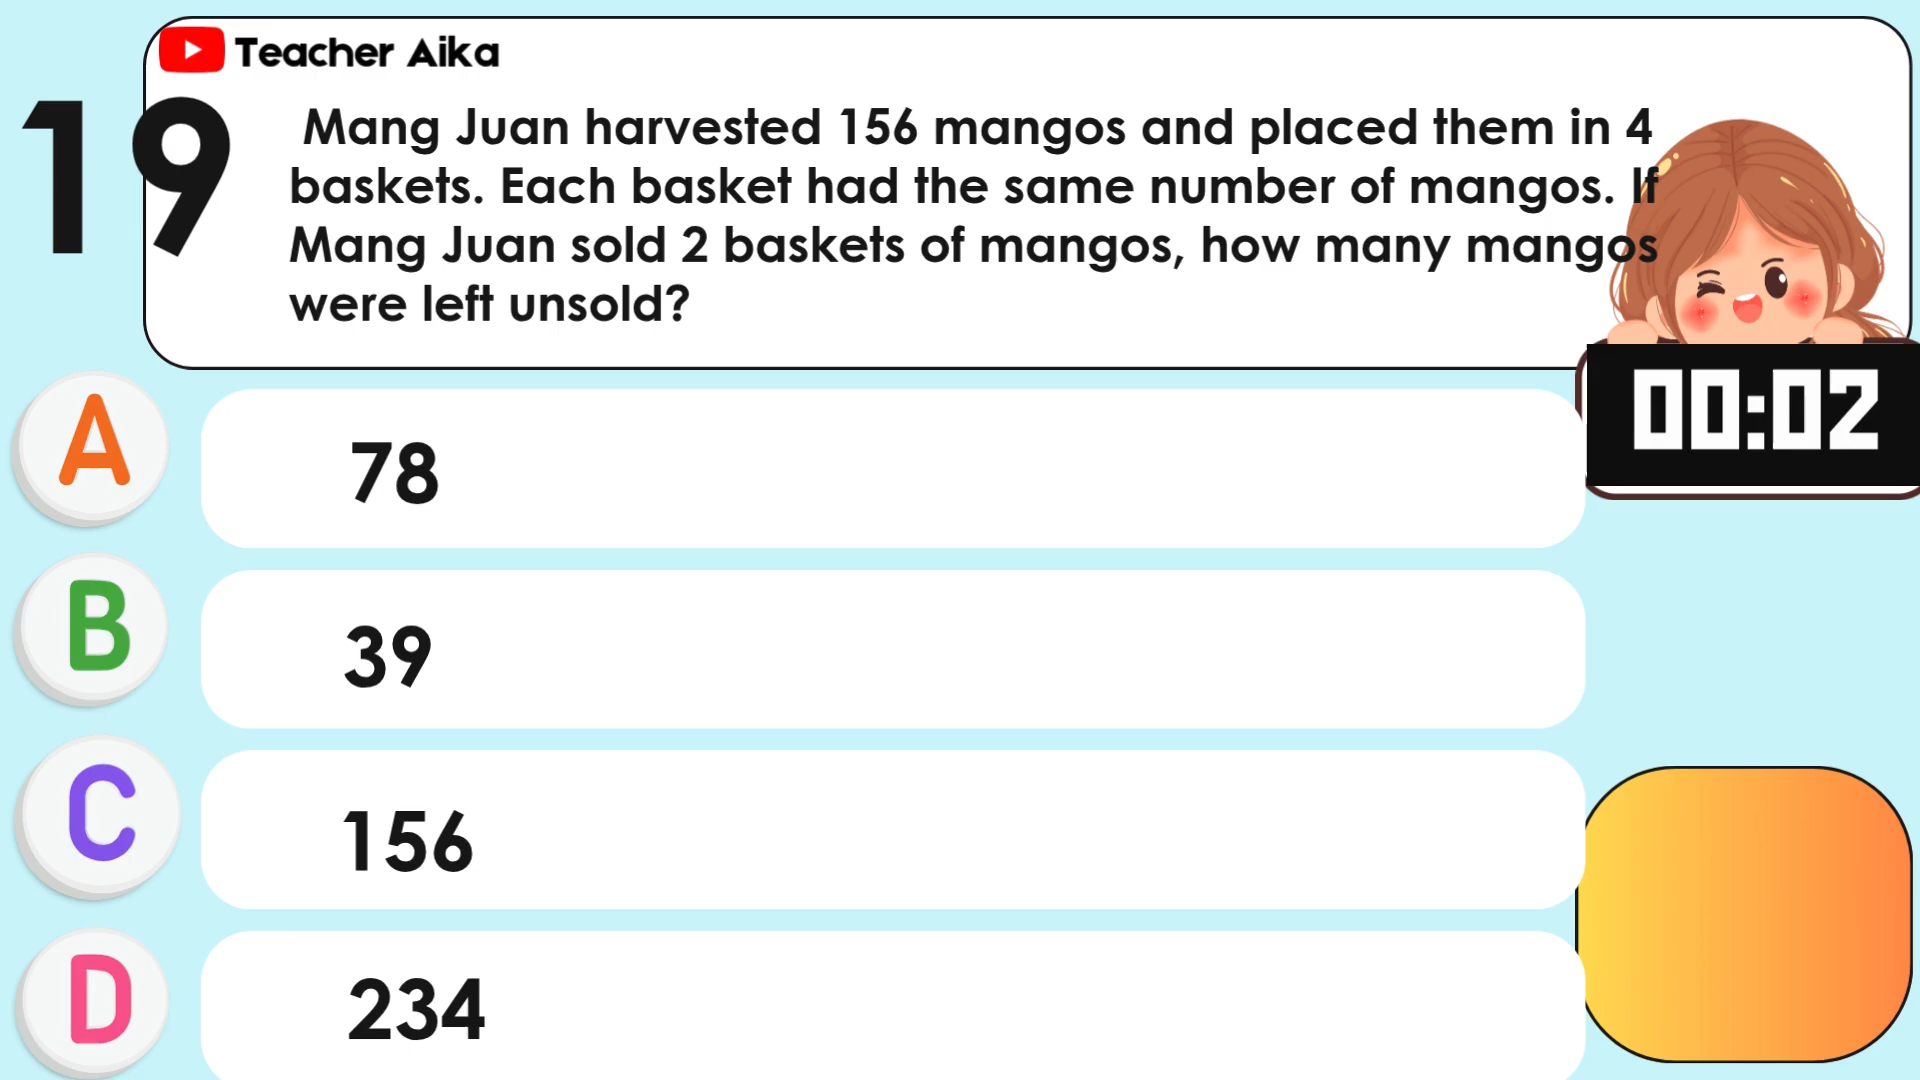 Teacher Aika
19
Mang Juan harvested 156 mangos and placed them in 4
baskets. Each basket had the same number of mangos. If
Mang Juan sold 2 baskets of mangos, how many mangos
were left unsold?
00:02
A 78
B 39
C 156
D 234